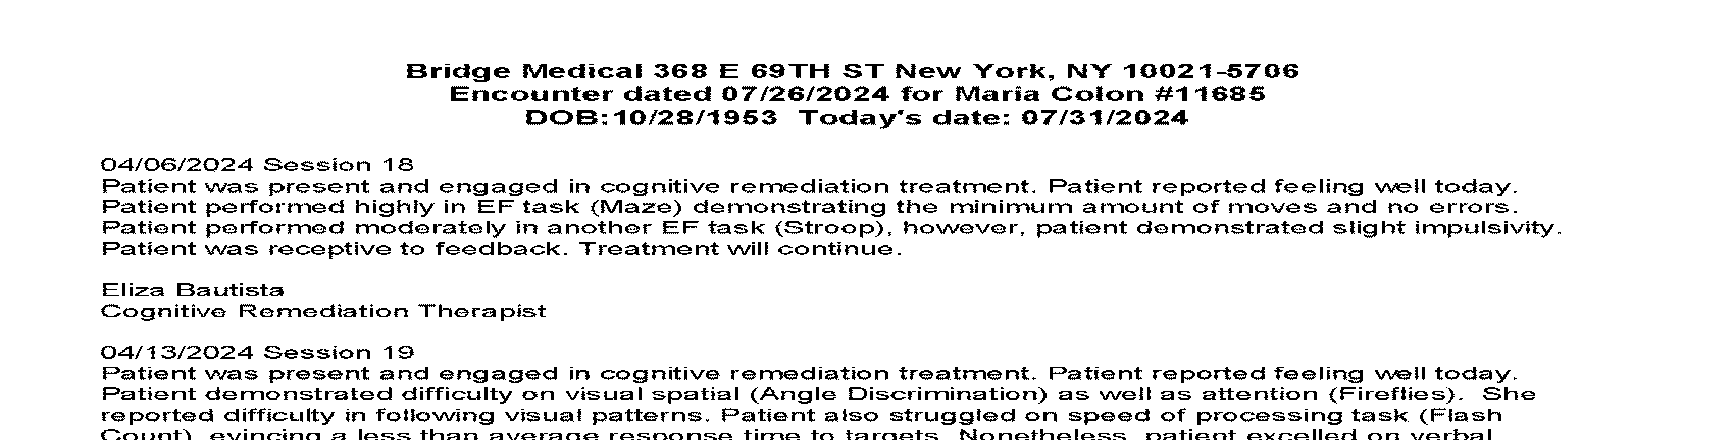 Bridge Medical 368 E 69TH ST New York, NY 10021-5706
Encounter dated 07/26/2024 for Maria Colon #11685
DOB:10/28/1953  Today's date: 07/31/2024
04/06/2024 Session 18
Patient was present and engaged in cognitive remediation treatment. Patient reported feeling well today.
Patient performed highly in EF task (Maze) demonstrating the minimum amount of moves and no errors.
Patient performed moderately in another EF task (Stroop), however, patient demonstrated slight impulsivity.
Patient was receptive to feedback. Treatment will continue.
Eliza Bautista
Cognitive Remediation Therapist
04/13/2024 Session 19
Patient was present and engaged in cognitive remediation treatment. Patient reported feeling well today.
Patient demonstrated difficulty on visual spatial (Angle Discrimination) as well as attention (Fireflies).  She
reported difficulty in following visual patterns. Patient also struggled on speed of processing task (Flash
Count), evincing a less than average response time to targets. Nonetheless, patient excelled on verbal